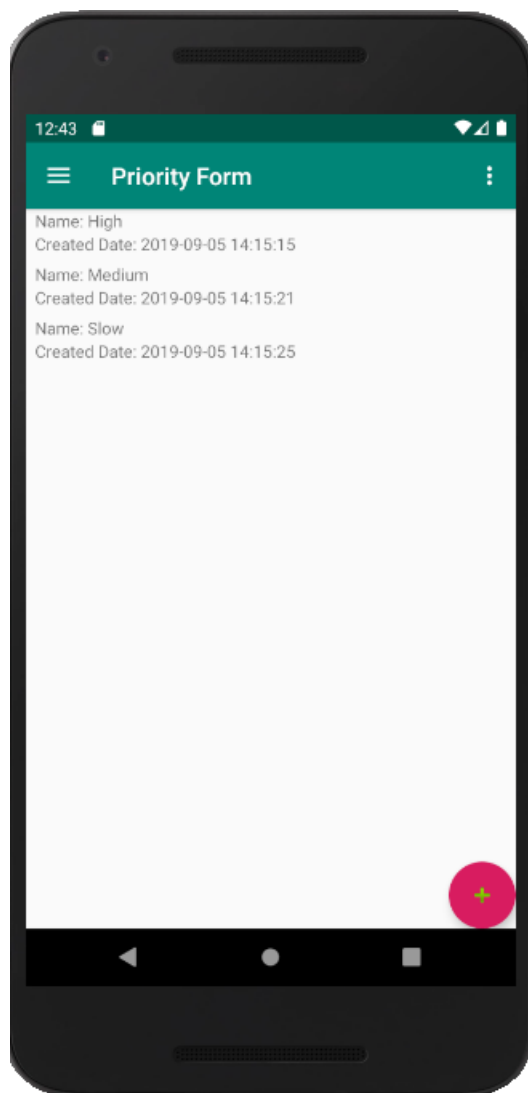 12:43
Priority Form
Name: High
Created Date: 2019-09-05 14:15:15
Name: Medium
Created Date: 2019-09-05 14:15:21
Name: Slow
Created Date: 2019-09-05 14:15:25
+